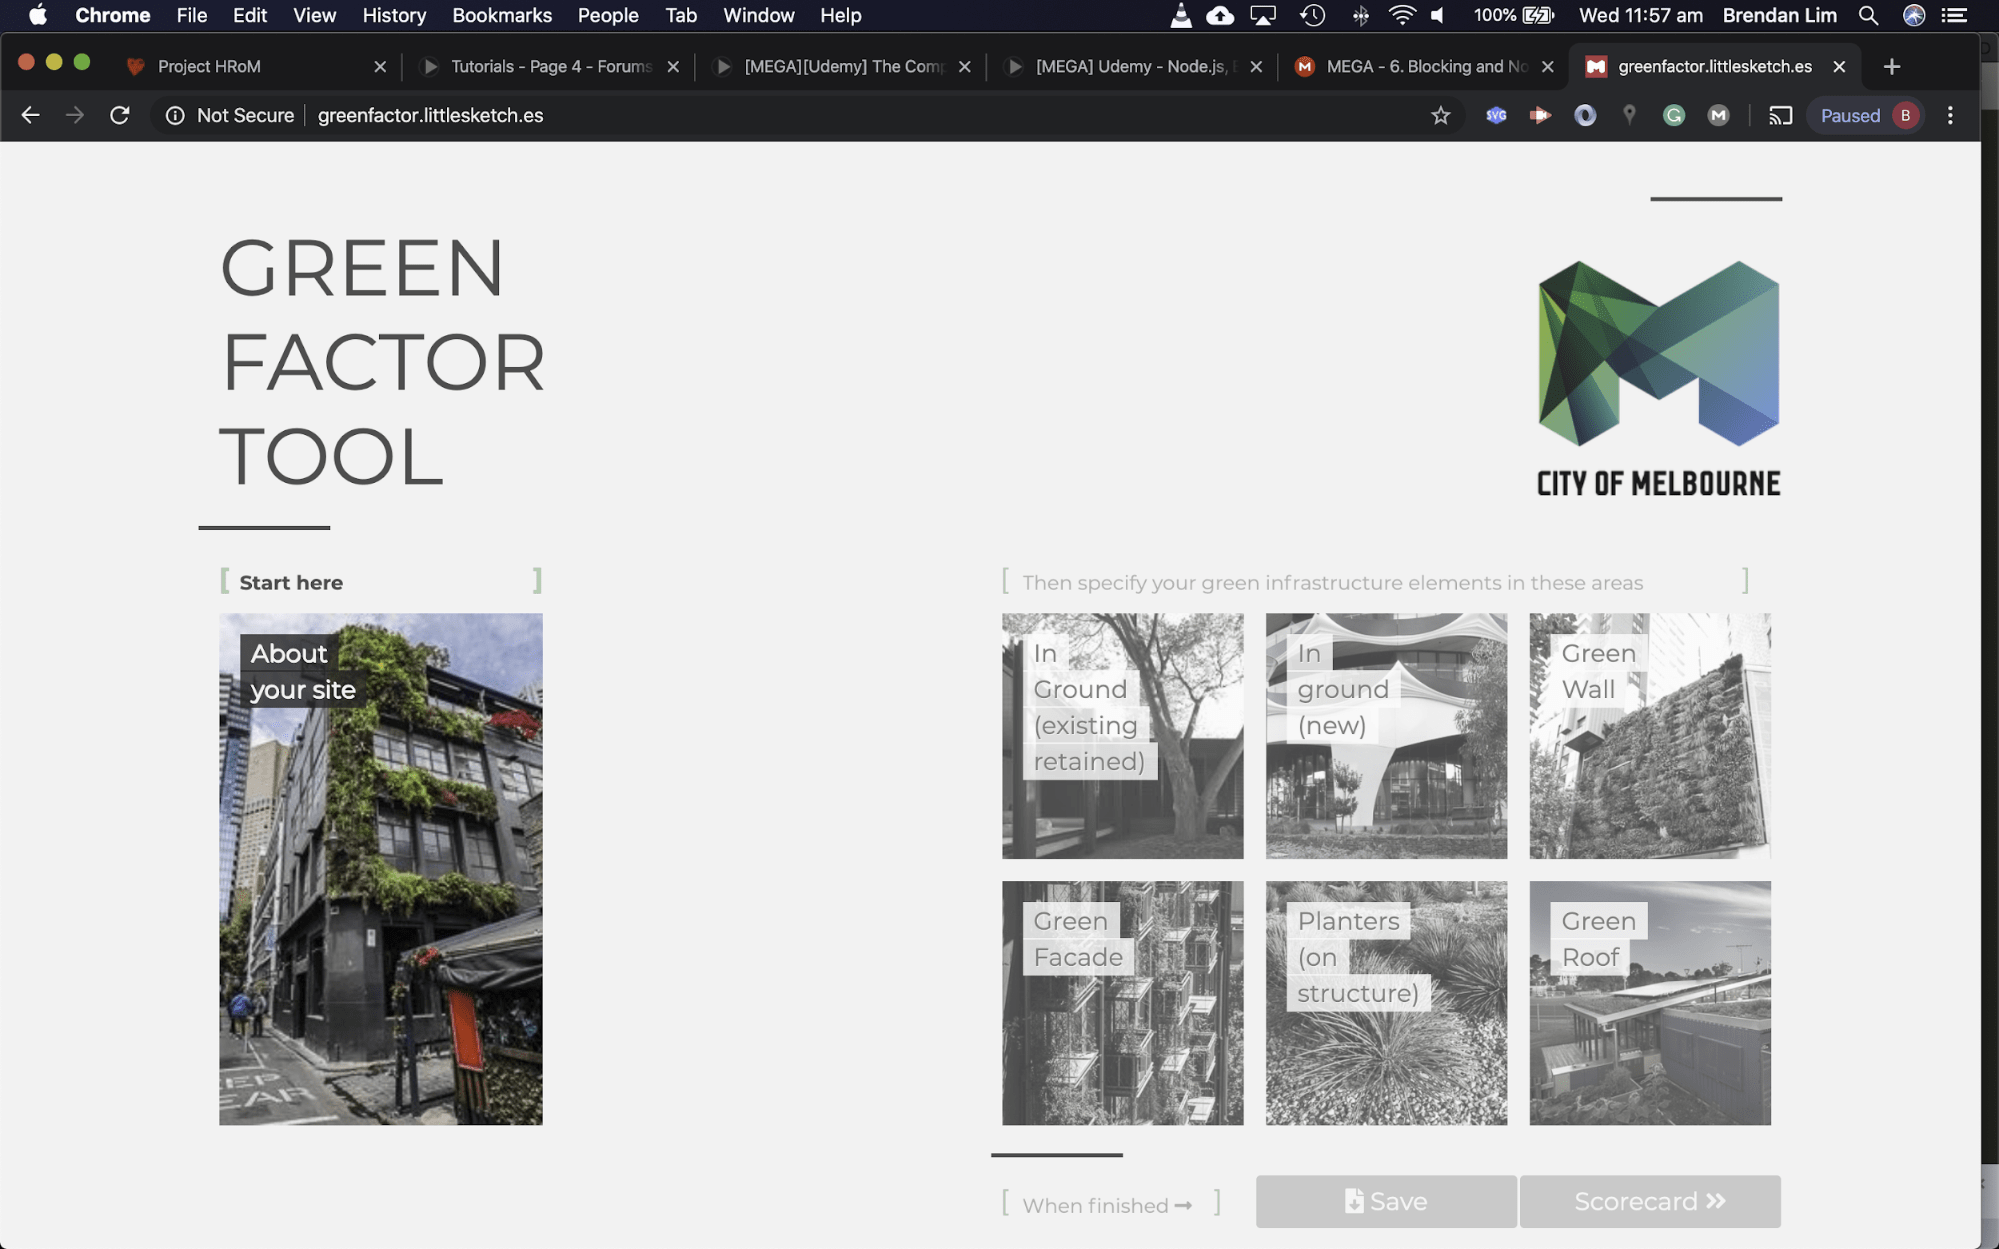 Chrome File Edit View History Bookmarks People Tab Window Help 100% Wed 11:57 am Brendan Lim
Project HRoM
Tutorials - Page 4 - Forums
[MEGA][Udemy] The Comp
[MEGA] Udemy - Node.js,
MEGA - 6. Blocking and No
greenfactor.littlesketch.es
Not Secure greenfactor.littlesketch.es
SVG
Paused B
GREEN
FACTOR
TOOL
CITY OF MELBOURNE
[ Start here ]
About
your site
KEEP
CLEAR
[ Then specify your green infrastructure elements in these areas ]
In
Ground
(existing
retained)
In
ground
(new)
Green
Wall
Green
Facade
Planters
(on
structure)
Green
Roof
[ When finished → ]
Save
Scorecard »